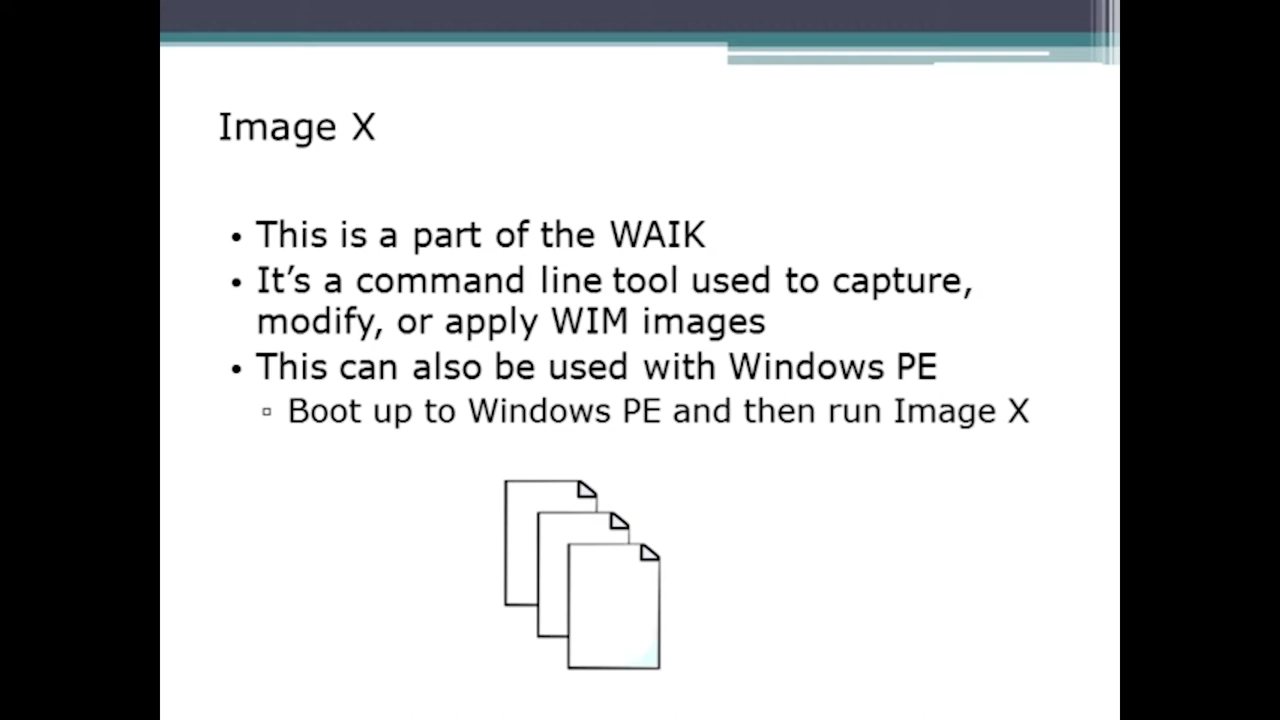 Image X
• This is a part of the WAIK
• It’s a command line tool used to capture,
modify, or apply WIM images
• This can also be used with Windows PE
▫ Boot up to Windows PE and then run Image X